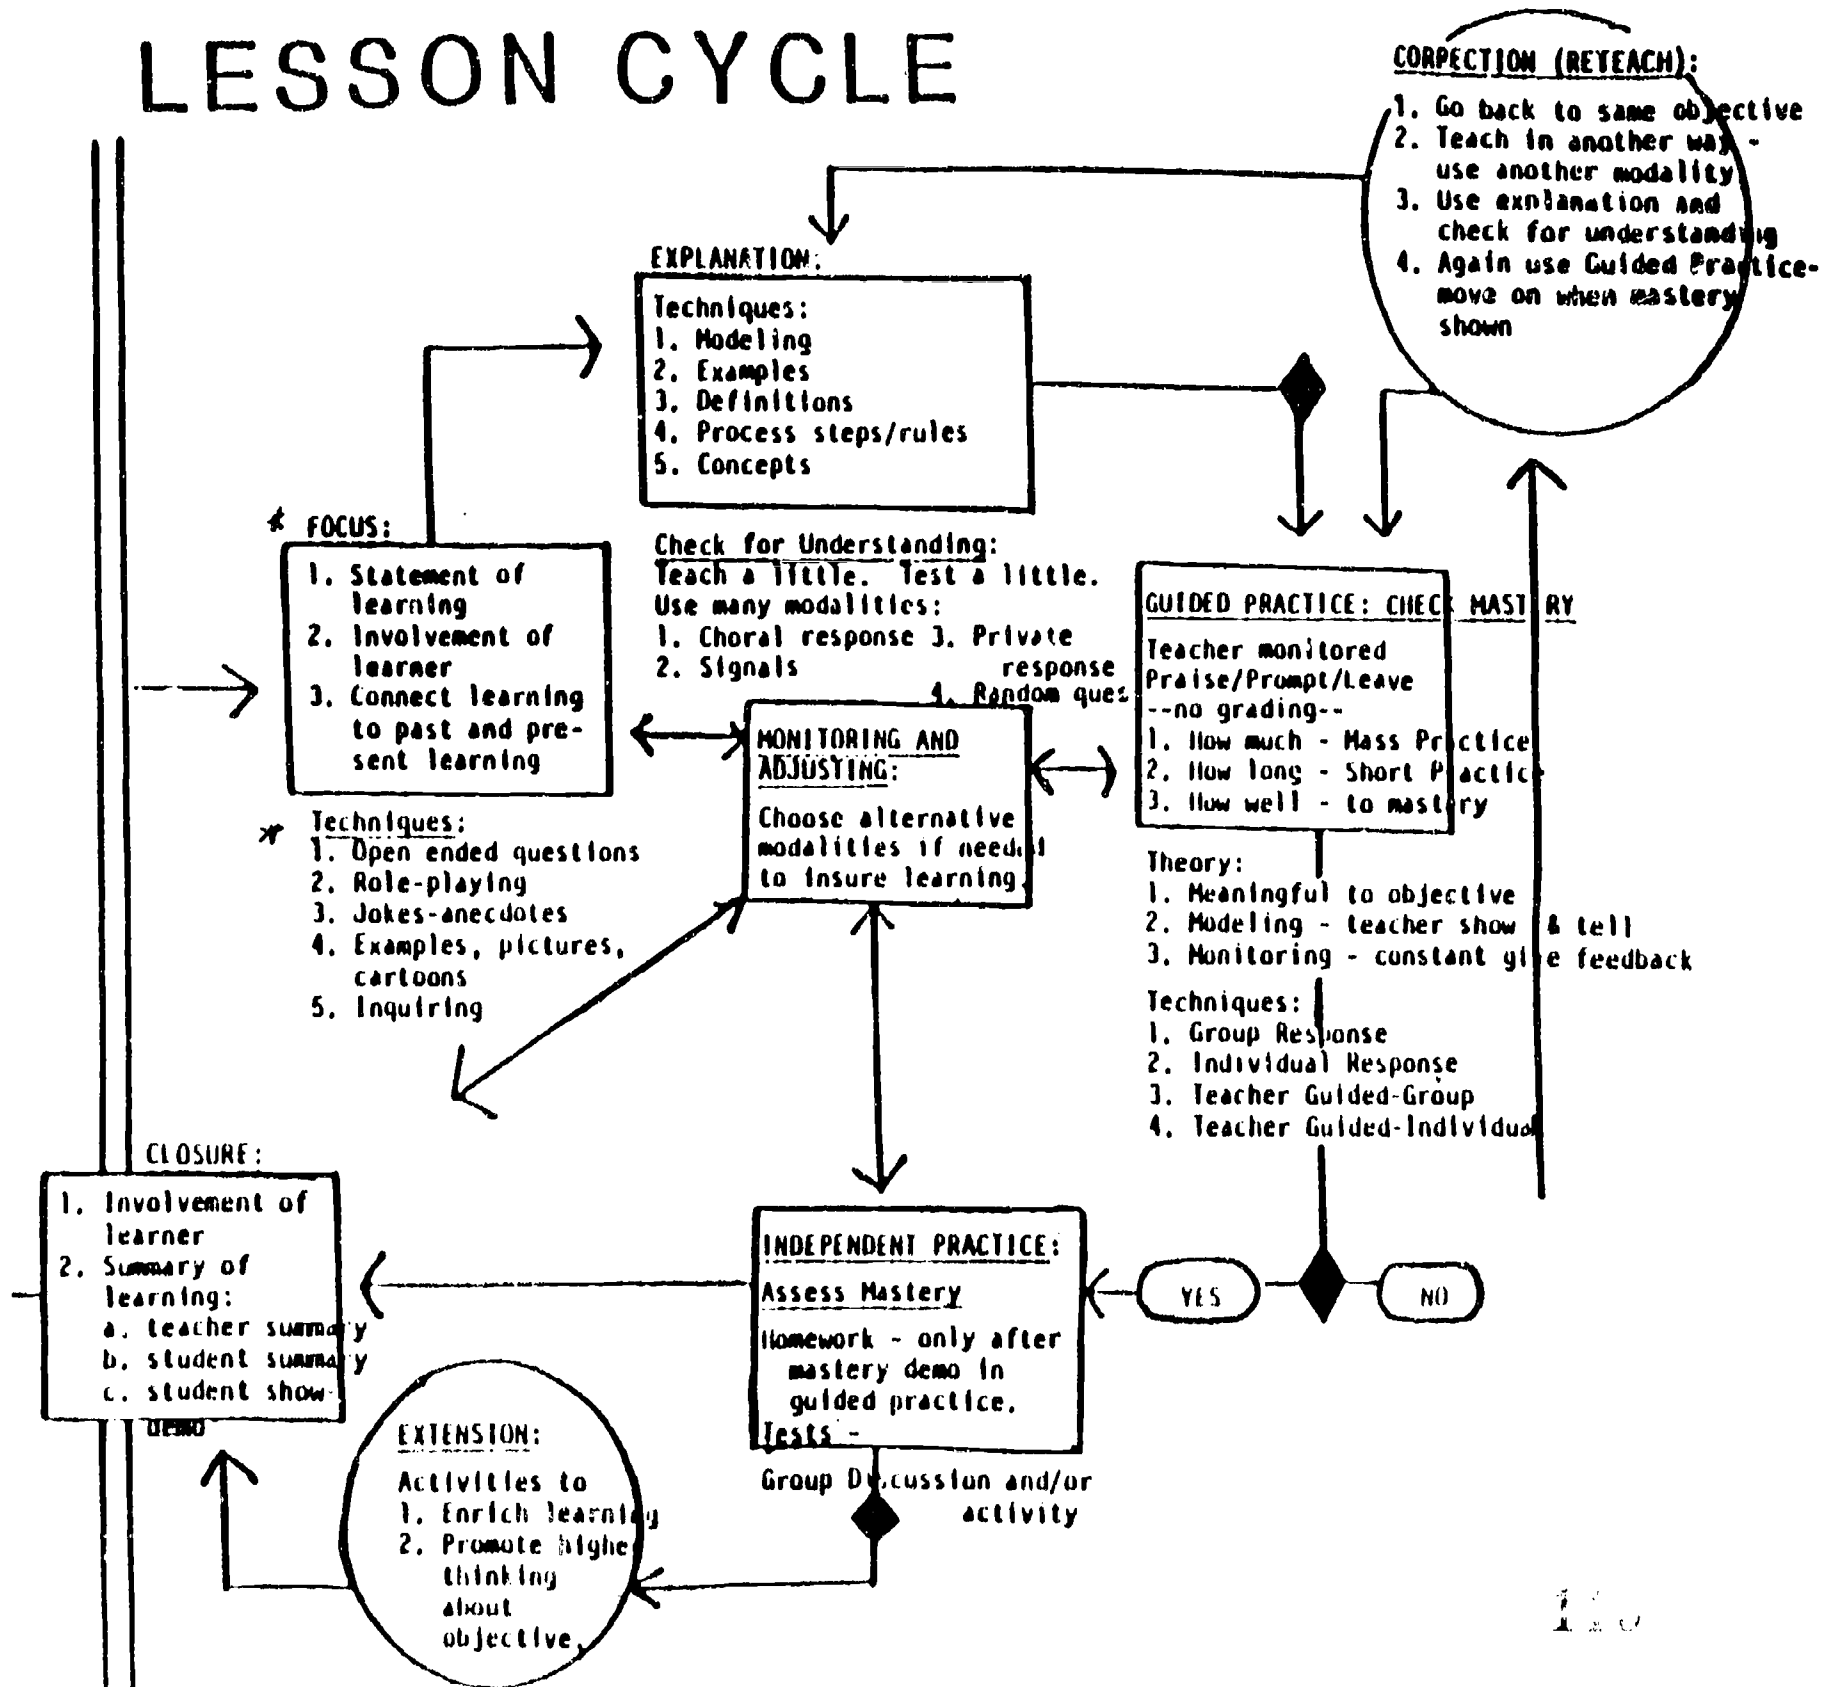 LESSON CYCLE
CORPECTION (RETEACH):
1. Go back to same objective
2. Teach in another way -
use another modality
3. Use explanation and
check for understanding
4. Again use Guided Practice-
move on when mastery
shown
EXPLANATION:
Techniques:
1. Modeling
2. Examples
3. Definitions
4. Process steps/rules
5. Concepts
Check for Understanding:
Teach a little. Test a little.
Use many modalities:
1. Choral response 3. Private
2. Signals response
4. Random ques
* FOCUS:
1. Statement of
learning
2. Involvement of
learner
3. Connect learning
to past and pre-
sent learning
* Techniques:
1. Open ended questions
2. Role-playing
3. Jokes-anecdotes
4. Examples, pictures,
cartoons
5. Inquiring
MONITORING AND
ADJUSTING:
Choose alternative
modalities if needed
to insure learning.
GUIDED PRACTICE: CHECK MAST RY
Teacher monitored
Praise/Prompt/Leave
--no grading--
1. How much - Mass Practice
2. How long - Short Practice
3. How well - to mastery
Theory:
1. Meaningful to objective
2. Modeling - teacher show & tell
3. Monitoring - constant give feedback
Techniques:
1. Group Response
2. Individual Response
3. Teacher Guided-Group
4. Teacher Guided-Individual
YES
NO
INDEPENDENT PRACTICE:
Assess Mastery
Homework - only after
mastery demo in
guided practice.
Tests -
Group Discussion and/or
activity
CLOSURE:
1. Involvement of
learner
2. Summary of
learning:
a. teacher summary
b. student summary
c. student show-
demo
EXTENSION:
Activities to
1. Enrich learning
2. Promote higher
thinking
about
objective.